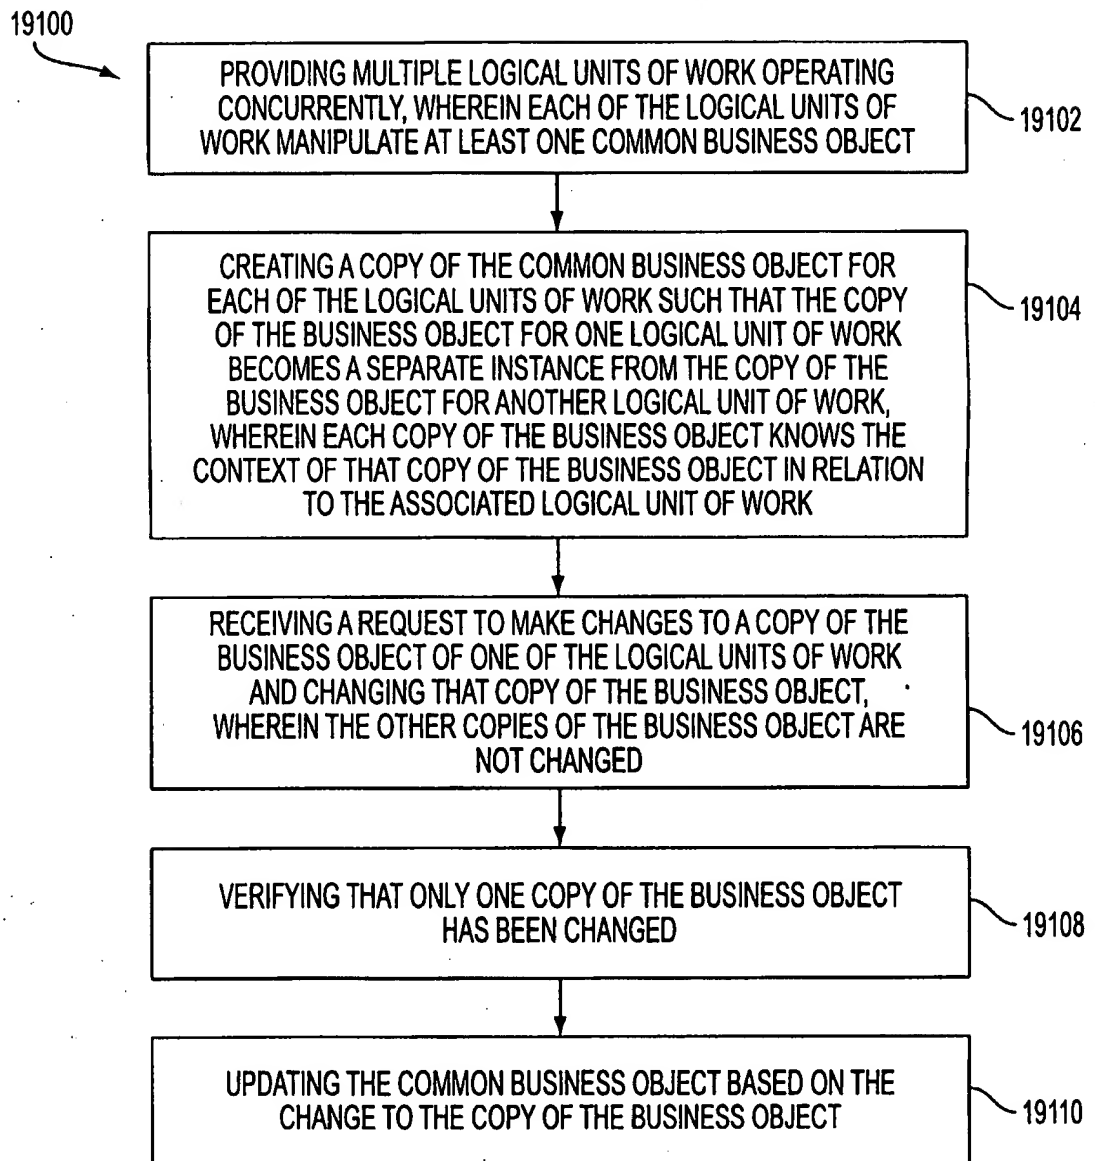 19100
PROVIDING MULTIPLE LOGICAL UNITS OF WORK OPERATING
CONCURRENTLY, WHEREIN EACH OF THE LOGICAL UNITS OF
WORK MANIPULATE AT LEAST ONE COMMON BUSINESS OBJECT
19102
CREATING A COPY OF THE COMMON BUSINESS OBJECT FOR
EACH OF THE LOGICAL UNITS OF WORK SUCH THAT THE COPY
OF THE BUSINESS OBJECT FOR ONE LOGICAL UNIT OF WORK
BECOMES A SEPARATE INSTANCE FROM THE COPY OF THE
BUSINESS OBJECT FOR ANOTHER LOGICAL UNIT OF WORK,
WHEREIN EACH COPY OF THE BUSINESS OBJECT KNOWS THE
CONTEXT OF THAT COPY OF THE BUSINESS OBJECT IN RELATION
TO THE ASSOCIATED LOGICAL UNIT OF WORK
19104
RECEIVING A REQUEST TO MAKE CHANGES TO A COPY OF THE
BUSINESS OBJECT OF ONE OF THE LOGICAL UNITS OF WORK
AND CHANGING THAT COPY OF THE BUSINESS OBJECT,
WHEREIN THE OTHER COPIES OF THE BUSINESS OBJECT ARE
NOT CHANGED
19106
VERIFYING THAT ONLY ONE COPY OF THE BUSINESS OBJECT
HAS BEEN CHANGED
19108
UPDATING THE COMMON BUSINESS OBJECT BASED ON THE
CHANGE TO THE COPY OF THE BUSINESS OBJECT
19110